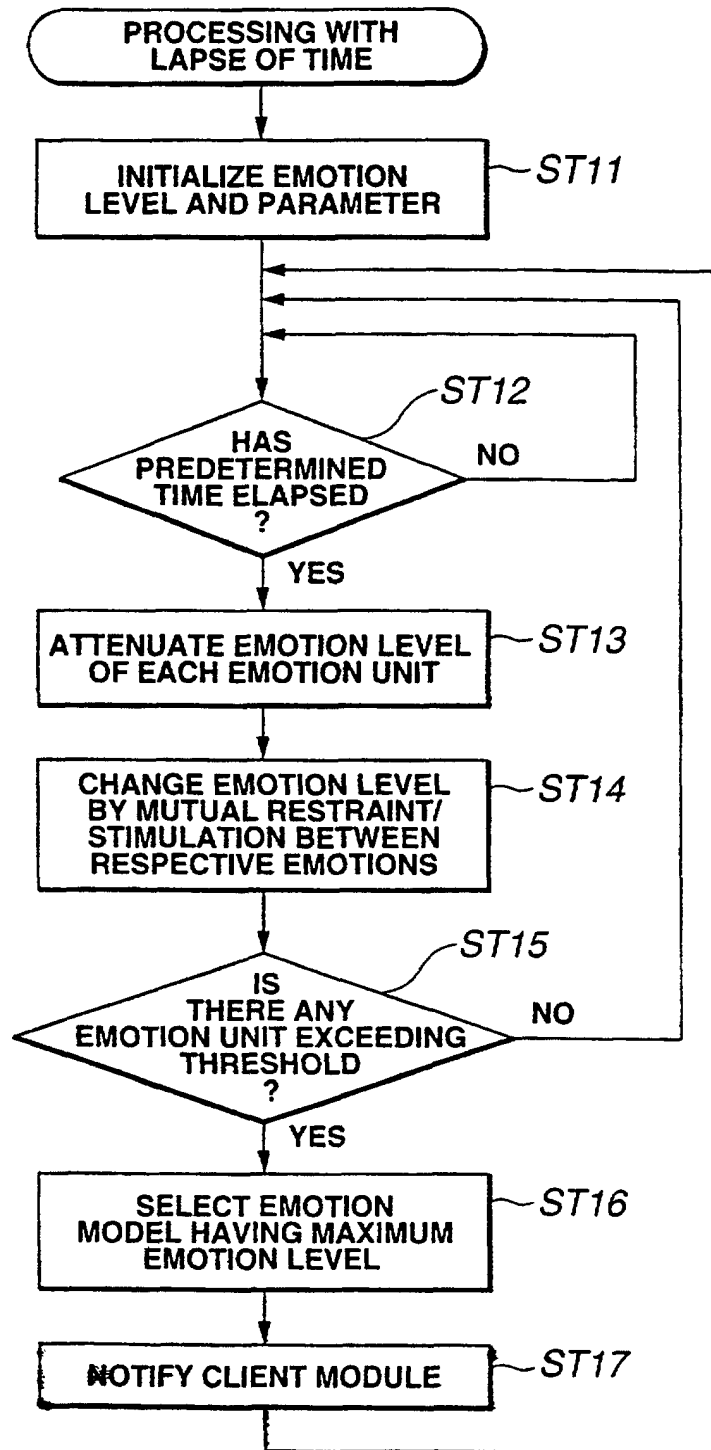 PROCESSING WITH
LAPSE OF TIME
INITIALIZE EMOTION
LEVEL AND PARAMETER
ST11
ST12
HAS
PREDETERMINED
TIME ELAPSED
?
NO
YES
ATTENUATE EMOTION LEVEL
OF EACH EMOTION UNIT
ST13
CHANGE EMOTION LEVEL
BY MUTUAL RESTRAINT/
STIMULATION BETWEEN
RESPECTIVE EMOTIONS
ST14
ST15
IS
THERE ANY
EMOTION UNIT EXCEEDING
THRESHOLD
?
NO
YES
SELECT EMOTION
MODEL HAVING MAXIMUM
EMOTION LEVEL
ST16
NOTIFY CLIENT MODULE
ST17